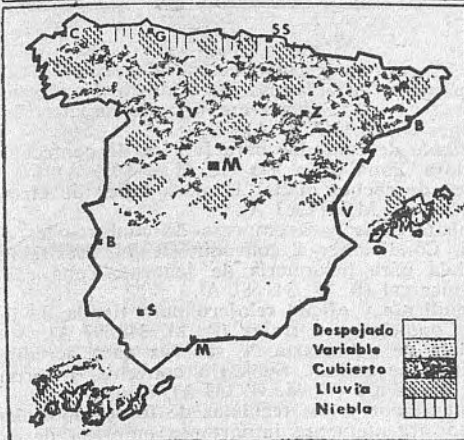 C
G
SS
V
Z
B
M
V
B
S
M
Despejado
Variable
Cubierto
Lluvia
Niebla